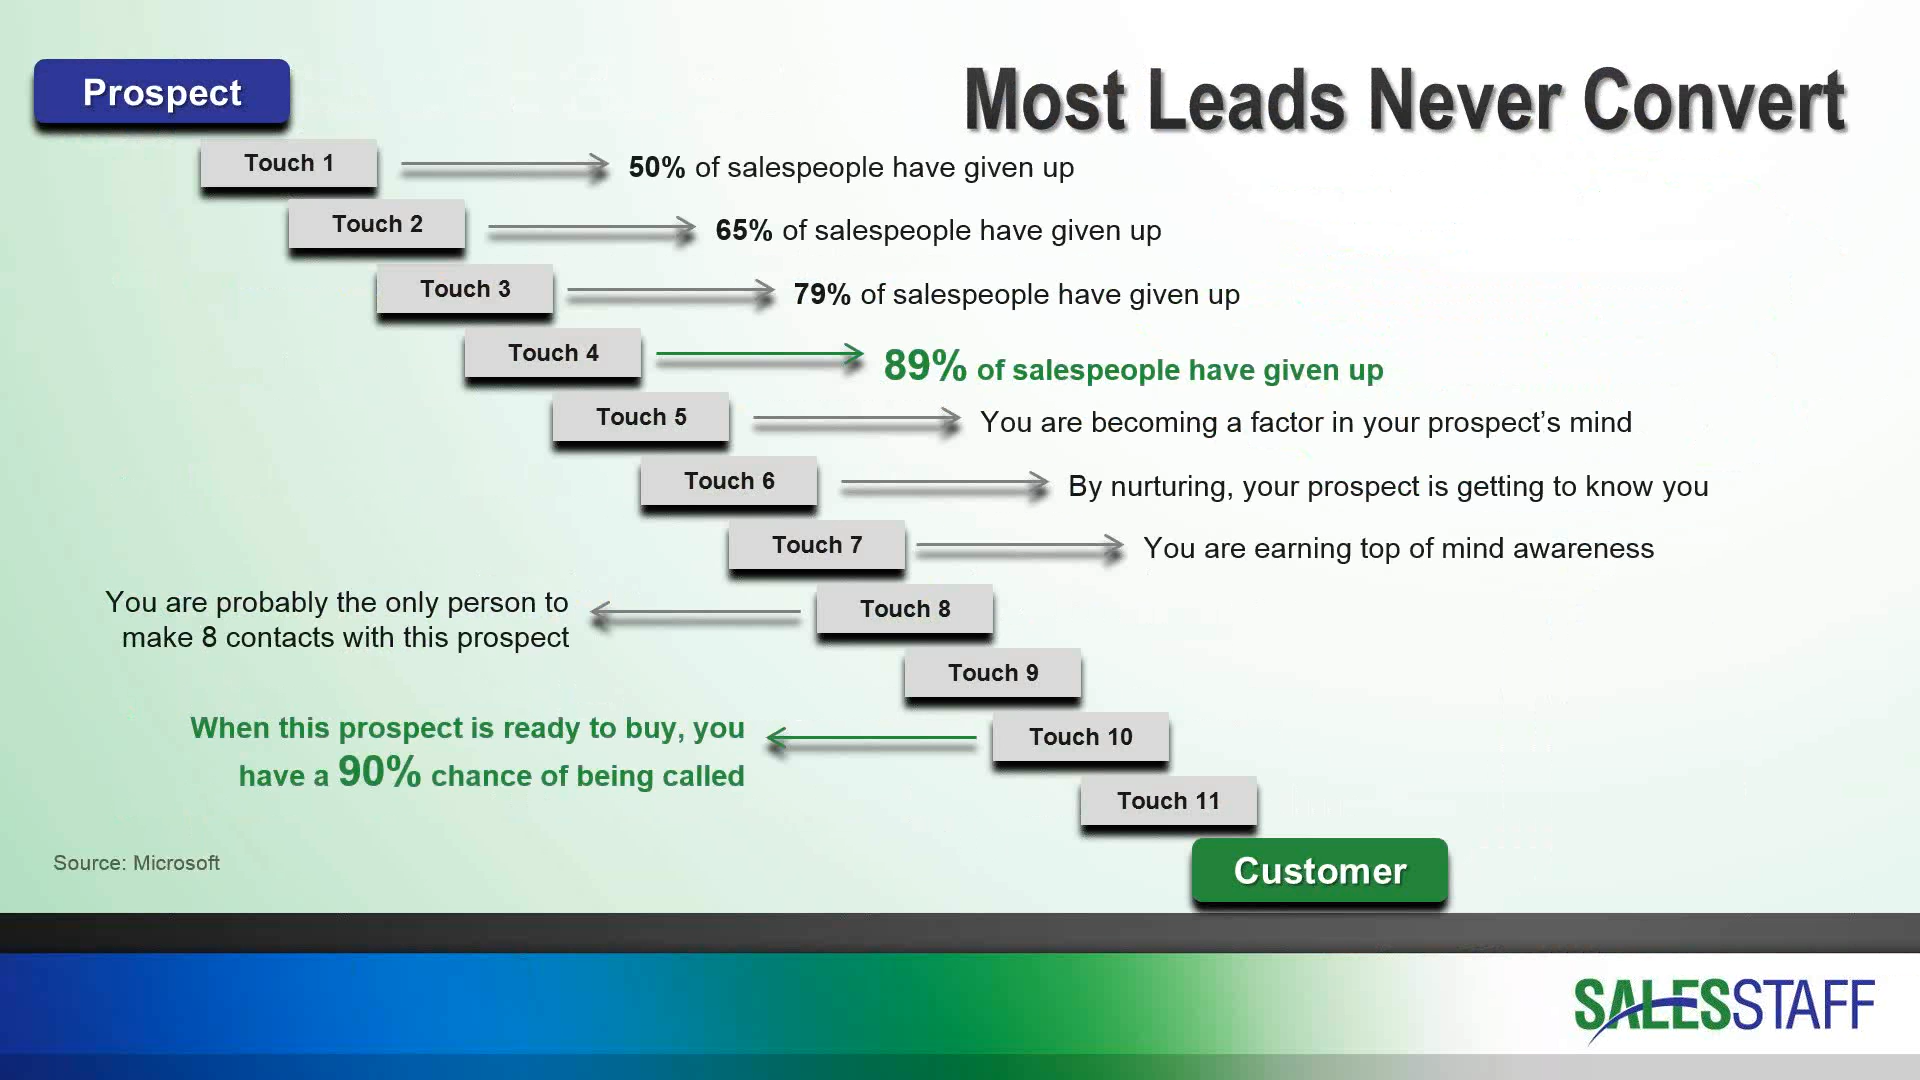 Prospect
Most Leads Never Convert
Touch 1
50% of salespeople have given up
Touch 2
65% of salespeople have given up
Touch 3
79% of salespeople have given up
Touch 4
89% of salespeople have given up
Touch 5
You are becoming a factor in your prospect’s mind
Touch 6
By nurturing, your prospect is getting to know you
Touch 7
You are earning top of mind awareness
Touch 8
You are probably the only person to
make 8 contacts with this prospect
Touch 9
Touch 10
When this prospect is ready to buy, you
have a 90% chance of being called
Touch 11
Customer
Source: Microsoft
SALESSTAFF